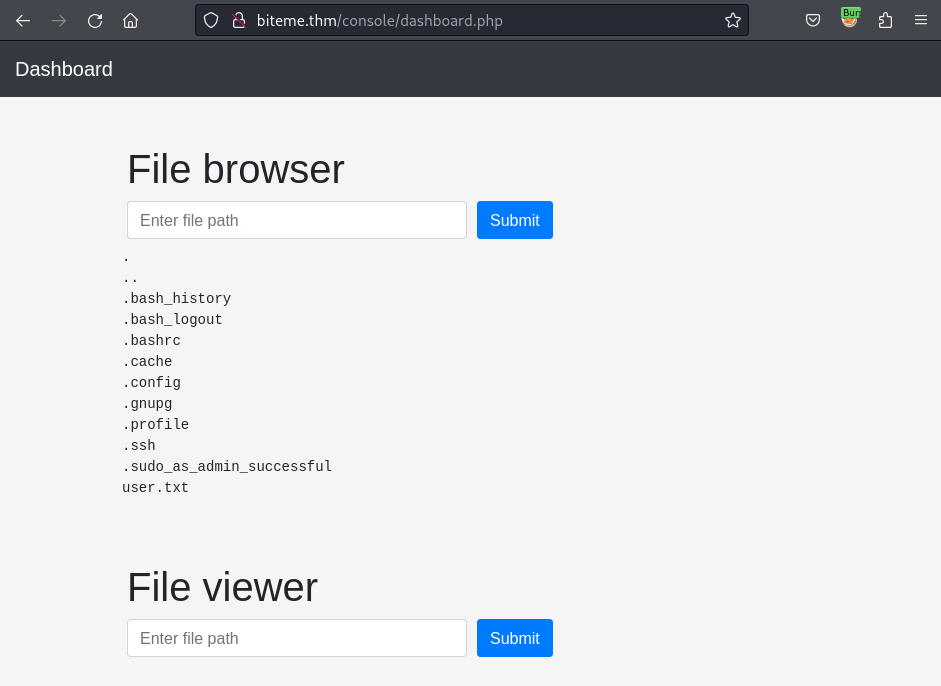 biteme.thm/console/dashboard.php
Dashboard
File browser
Enter file path
Submit
.
..
.bash_history
.bash_logout
.bashrc
.cache
.config
.gnupg
.profile
.ssh
.sudo_as_admin_successful
user.txt
File viewer
Enter file path
Submit